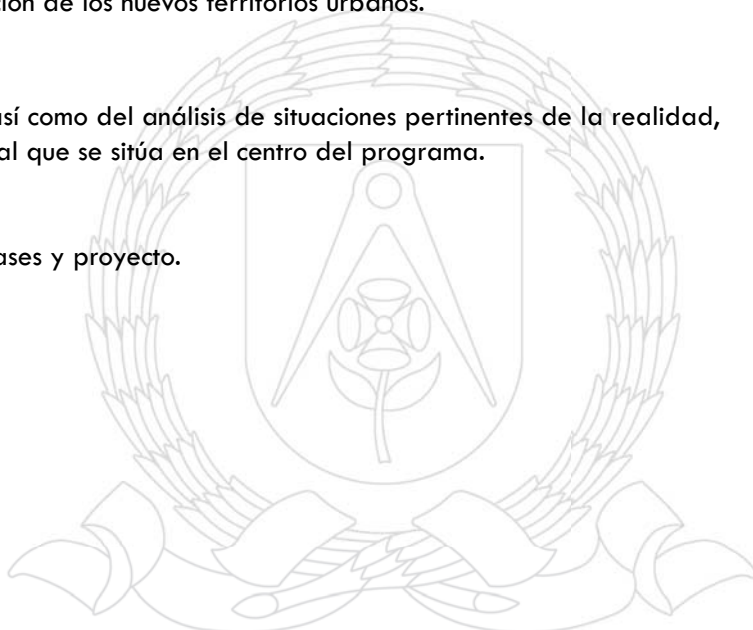 ción de los nuevos territorios urbanos.
así como del análisis de situaciones pertinentes de la realidad,
al que se sitúa en el centro del programa.
ases y proyecto.